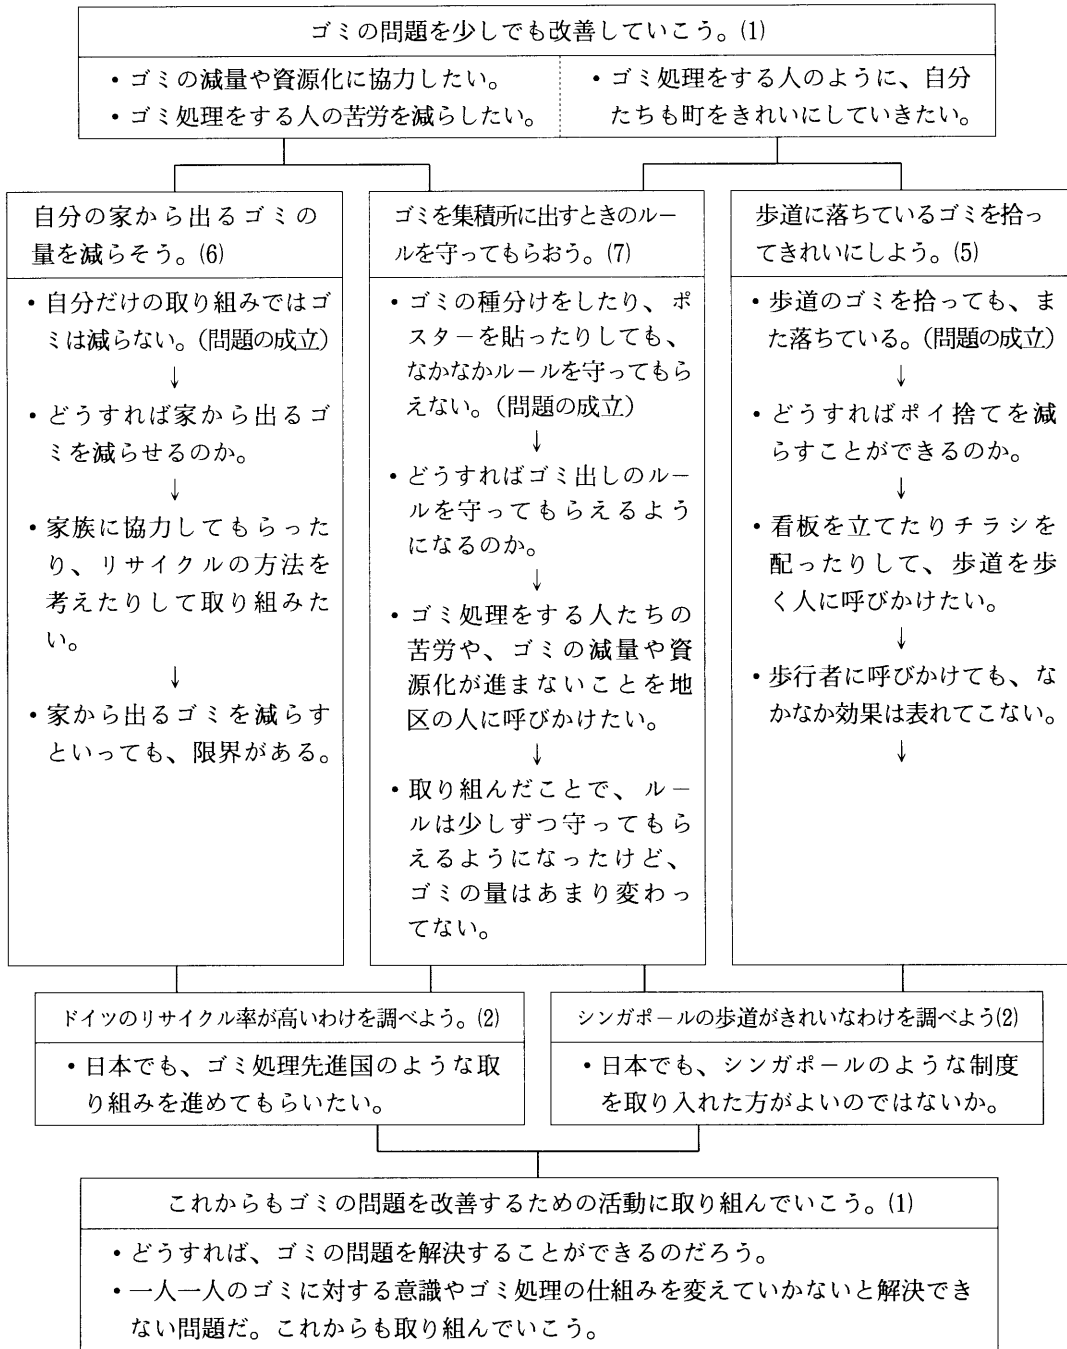 ゴミの問題を少しでも改善していこう。(1)
・ゴミの減量や資源化に協力したい。
・ゴミ処理をする人の苦労を減らしたい。
・ゴミ処理をする人のように、自分
たちも町をきれいにしていきたい。
自分の家から出るゴミの
量を減らそう。(6)
・自分だけの取り組みではゴ
ミは減らない。(問題の成立)
↓
・どうすれば家から出るゴ
ミを減らせるのか。
↓
・家族に協力してもらった
り、リサイクルの方法を
考えたりして取り組みた
い。
↓
・家から出るゴミを減らす
といっても、限界がある。
ゴミを集積所に出すときのルー
ルを守ってもらおう。(7)
・ゴミの種分けをしたり、ポ
スターを貼ったりしても、
なかなかルールを守ってもら
えない。(問題の成立)
↓
・どうすればゴミ出しのルー
ルを守ってもらえるよう
になるのか。
↓
・ゴミ処理をする人たちの
苦労や、ゴミの減量や資
源化が進まないことを地
区の人に呼びかけたい。
↓
・取り組んだことで、ルー
ルは少しずつ守ってもら
えるようになったけど、
ゴミの量はあまり変わっ
てない。
歩道に落ちているゴミを拾っ
てきれいにしよう。(5)
・歩道のゴミを拾っても、ま
た落ちている。(問題の成立)
↓
・どうすればポイ捨てを減
らすことができるのか。
↓
・看板を立てたりチラシを
配ったりして、歩道を歩
く人に呼びかけたい。
↓
・歩行者に呼びかけても、な
かなか効果は表れてこない。
↓
ドイツのリサイクル率が高いわけを調べよう。(2)
・日本でも、ゴミ処理先進国のような取
り組みを進めてもらいたい。
シンガポールの歩道がきれいなわけを調べよう(2)
・日本でも、シンガポールのような制度
を取り入れた方がよいのではないか。
これからもゴミの問題を改善するための活動に取り組んでいこう。(1)
・どうすれば、ゴミの問題を解決することができるのだろう。
・一人一人のゴミに対する意識やゴミ処理の仕組みを変えていかないと解決でき
ない問題だ。これからも取り組んでいこう。